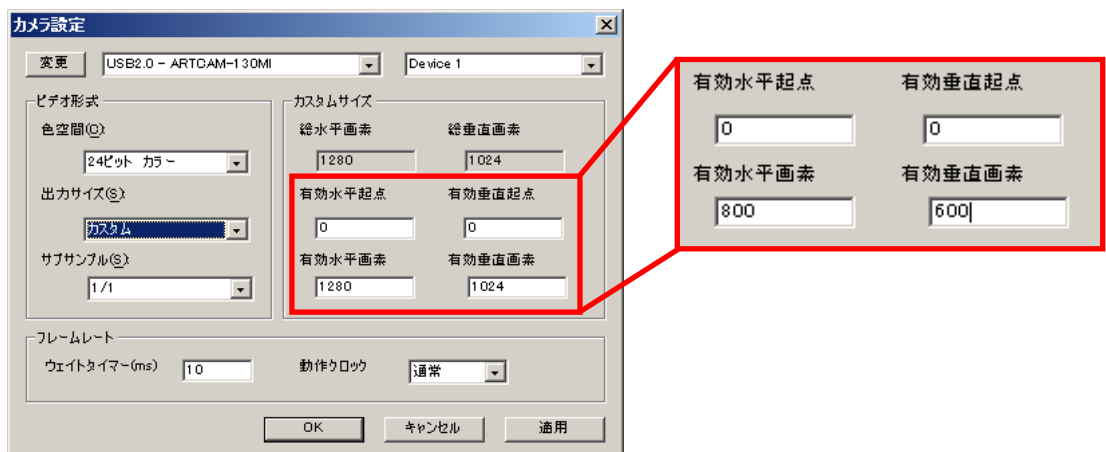 カメラ設定
変更 USB2.0 - ARTCAM-130MI Device 1
ビデオ形式
色空間(C)
24ビット カラー
出力サイズ(S)
カスタム
サブサンプル(S)
1/1
カスタムサイズ
総水平画素 総垂直画素
1280 1024
有効水平起点 有効垂直起点
0 0
有効水平画素 有効垂直画素
1280 1024
フレームレート
ウェイトタイマー(ms) 10 動作クロック 通常
OK キャンセル 適用
有効水平起点 有効垂直起点
0 0
有効水平画素 有効垂直画素
800 600